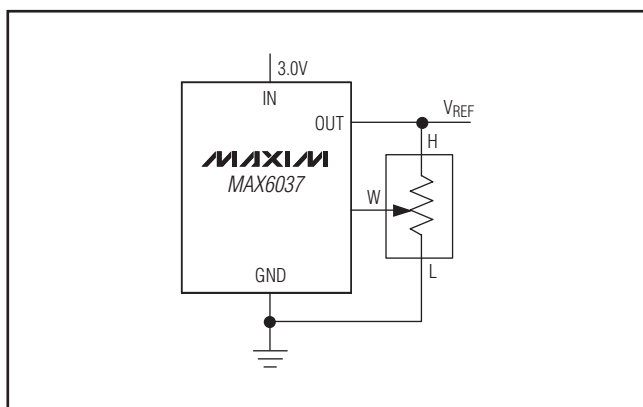 3.0V
IN
OUT
VREF
H
MAXIM
MAX6037
W
GND
L